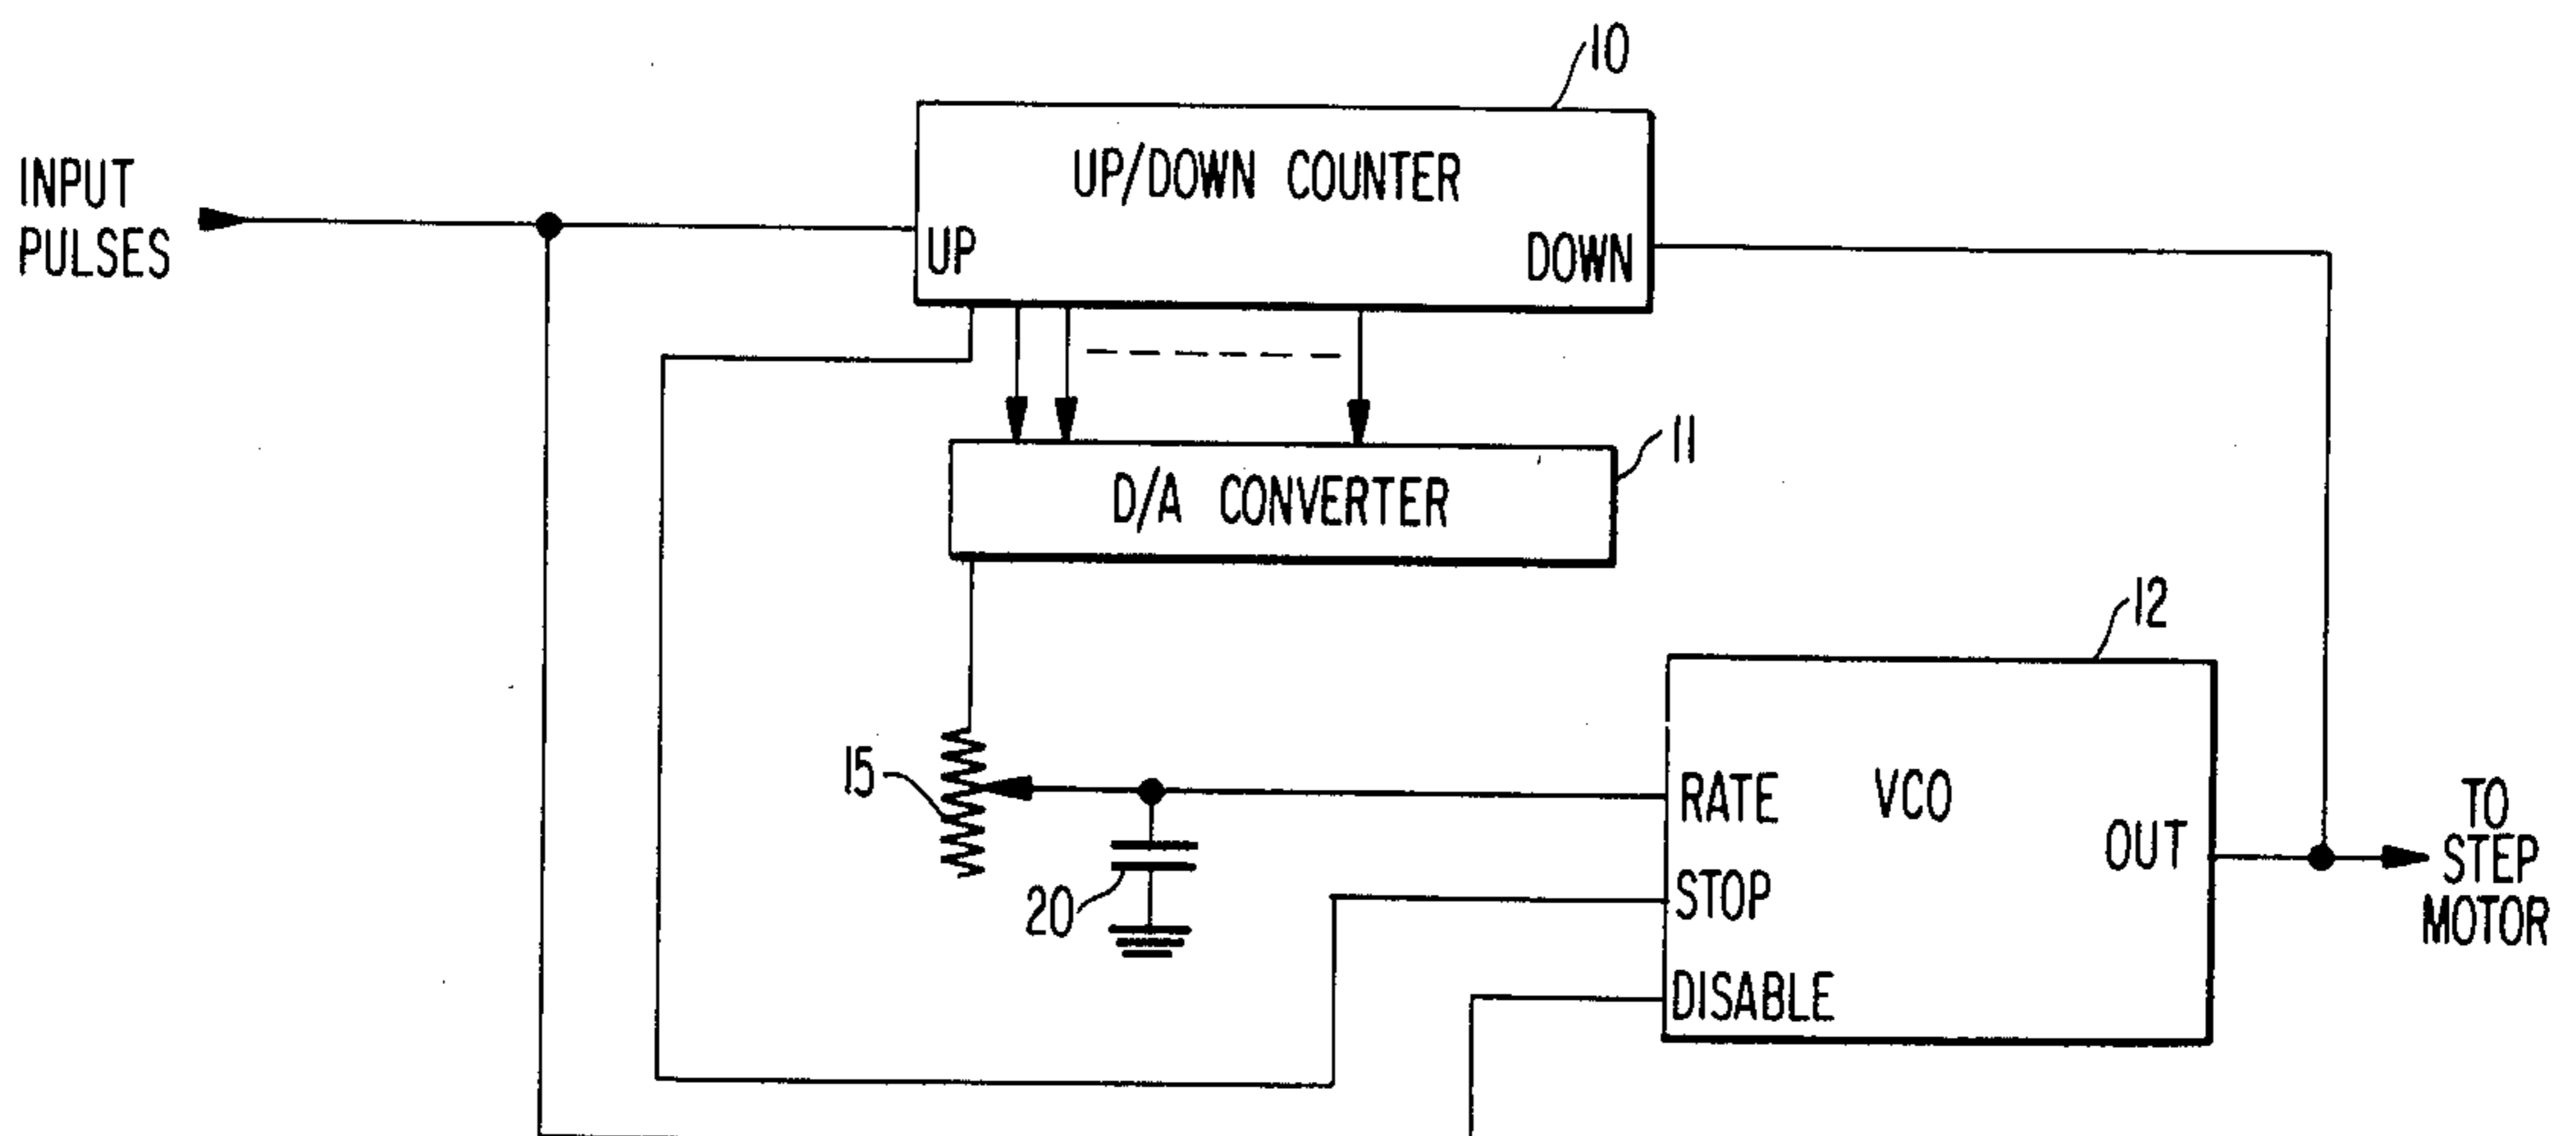 10
INPUT
PULSES
UP/DOWN COUNTER
UP
DOWN
11
D/A CONVERTER
12
15
RATE
VCO
OUT
TO
STEP
MOTOR
20
STOP
DISABLE